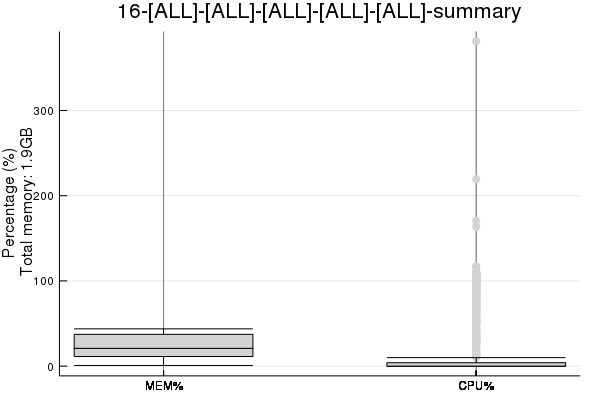 16-[ALL]-[ALL]-[ALL]-[ALL]-[ALL]-summary
Percentage (%)
Total memory: 1.9GB
300
200
100
0
MEM%
CPU%